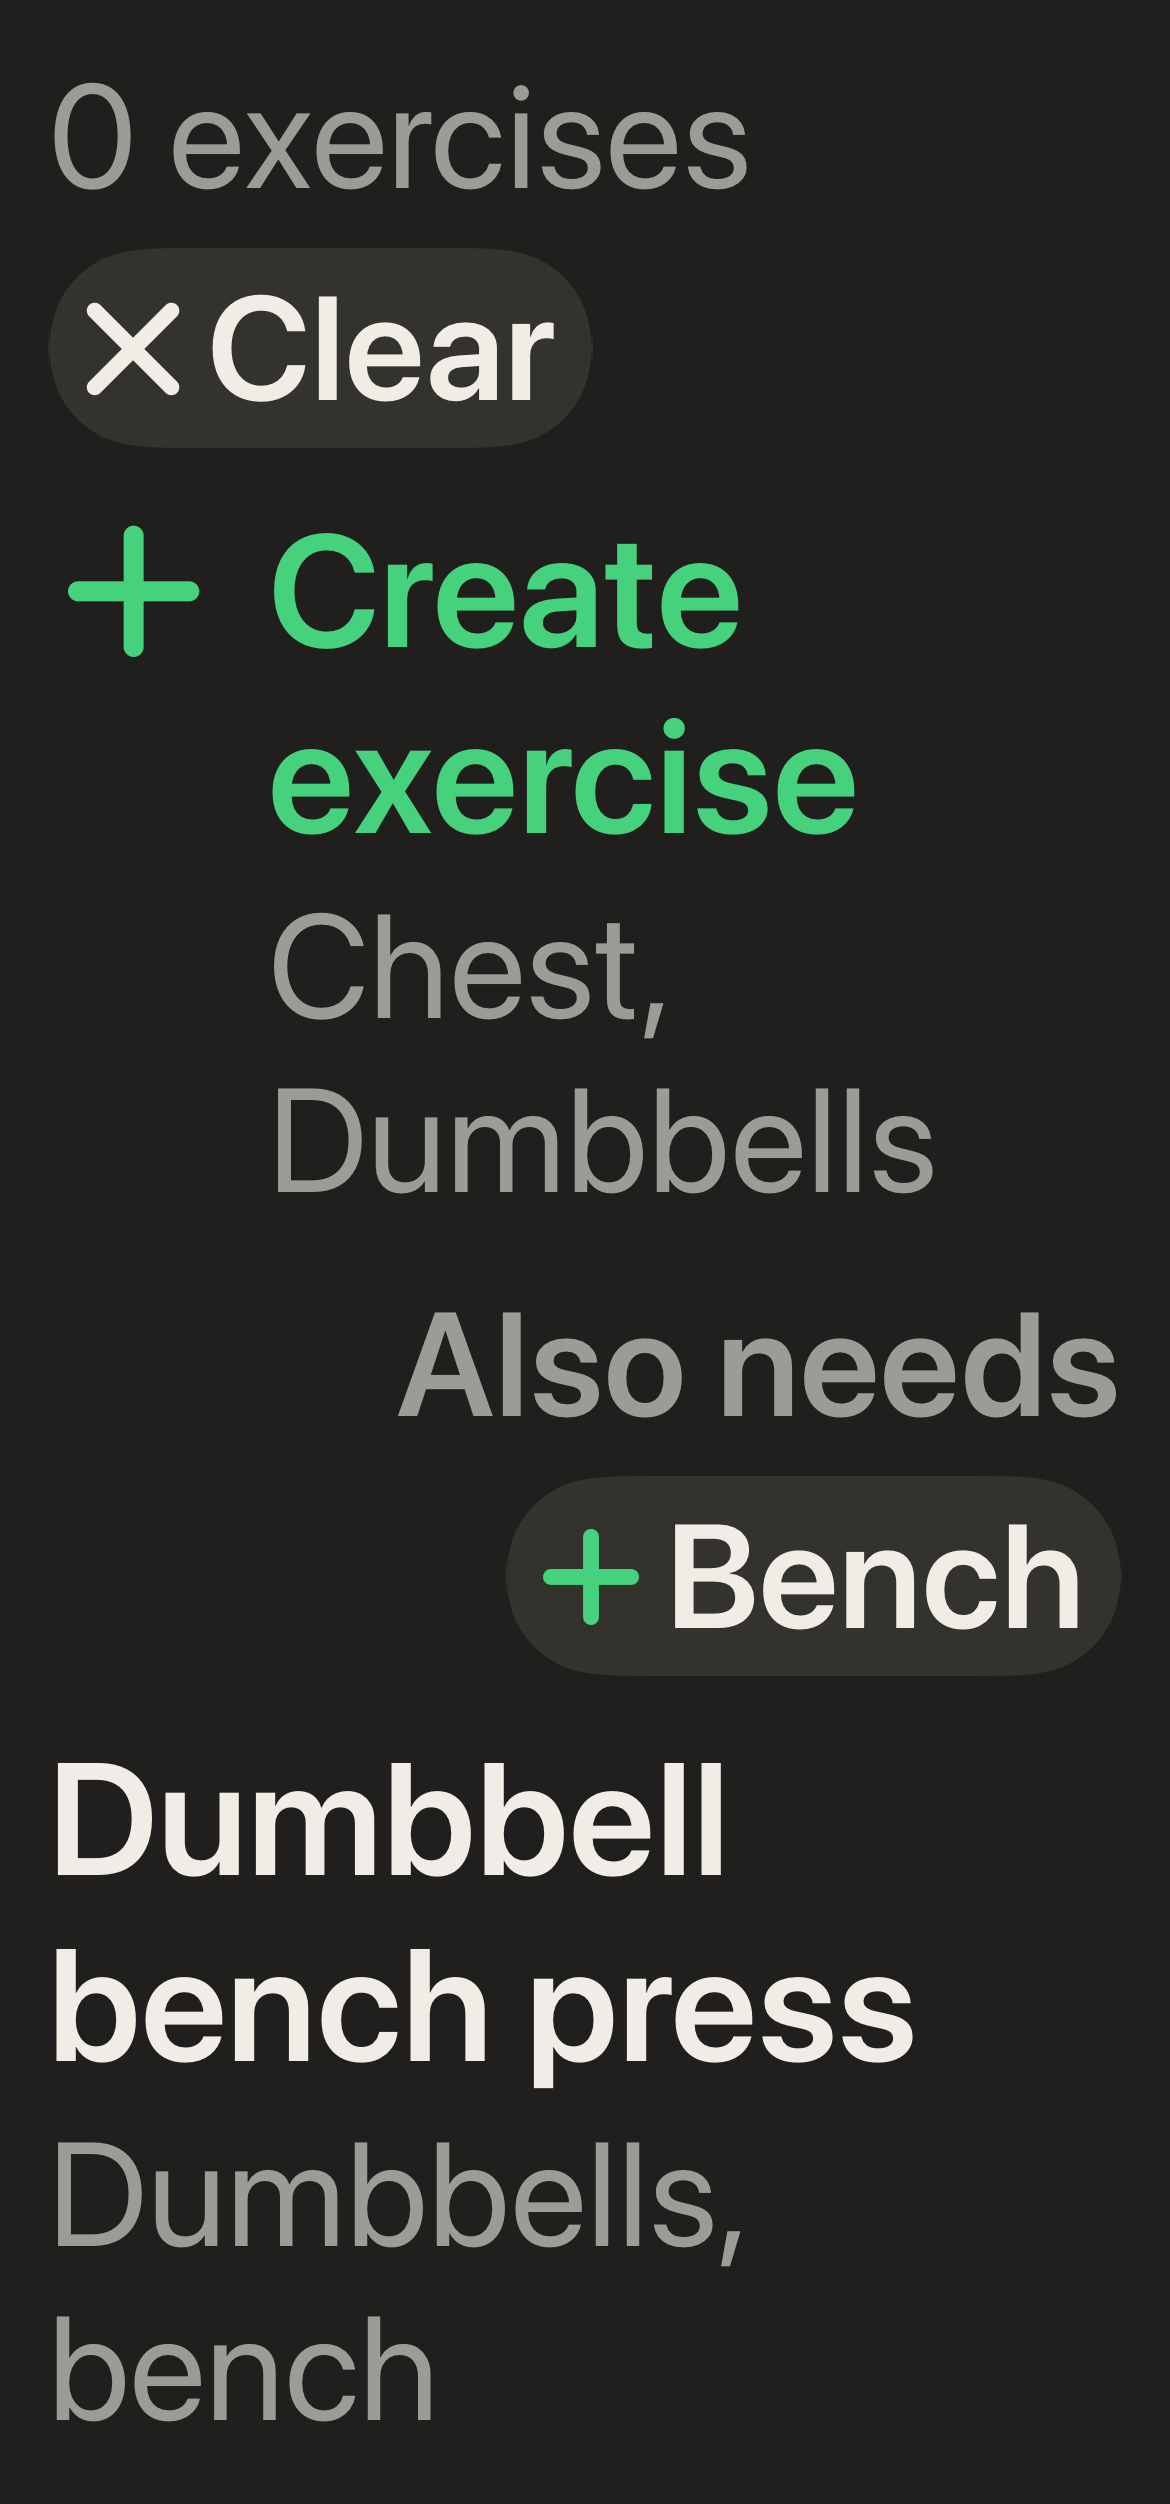 0 exercises
Clear
Create
exercise
Chest,
Dumbbells
Also needs
Bench
Dumbbell
bench press
Dumbbells,
bench